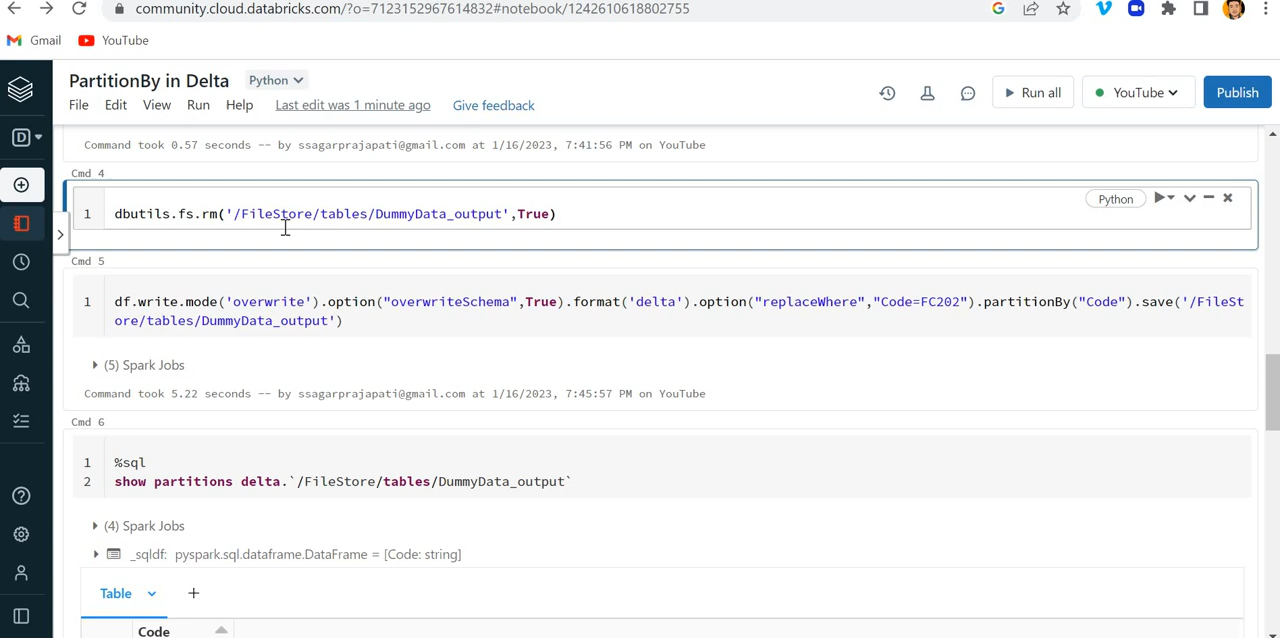 community.cloud.databricks.com/?o=7123152967614832#notebook/1242610618802755
Gmail YouTube
PartitionBy in Delta Python
File Edit View Run Help Last edit was 1 minute ago Give feedback
Run all YouTube Publish
D
Command took 0.57 seconds -- by ssagarprajapati@gmail.com at 1/16/2023, 7:41:56 PM on YouTube
Cmd 4
Python
1 dbutils.fs.rm('/FileStore/tables/DummyData_output',True)
Cmd 5
1 df.write.mode('overwrite').option("overwriteSchema",True).format('delta').option("replaceWhere","Code=FC202").partitionBy("Code").save('/FileSt
ore/tables/DummyData_output')
(5) Spark Jobs
Command took 5.22 seconds -- by ssagarprajapati@gmail.com at 1/16/2023, 7:45:57 PM on YouTube
Cmd 6
1 %sql
2 show partitions delta.`/FileStore/tables/DummyData_output`
(4) Spark Jobs
_sqldf: pyspark.sql.dataframe.DataFrame = [Code: string]
Table +
Code